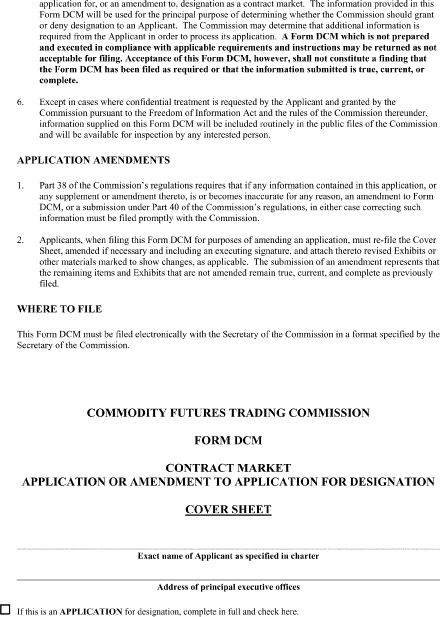 application for, or an amendment to, designation as a contract market.  The information provided in this
Form DCM will be used for the principal purpose of determining whether the Commission should grant
or deny designation to an Applicant.  The Commission may determine that additional information is
required from the Applicant in order to process its application.  A Form DCM which is not prepared
and executed in compliance with applicable requirements and instructions may be returned as not
acceptable for filing.  Acceptance of this Form DCM, however, shall not constitute a finding that
the Form DCM has been filed as required or that the information submitted is true, current, or
complete.
6. Except in cases where confidential treatment is requested by the Applicant and granted by the
Commission pursuant to the Freedom of Information Act and the rules of the Commission thereunder,
information supplied on this Form DCM will be included routinely in the public files of the Commission
and will be available for inspection by any interested person.
APPLICATION AMENDMENTS
1. Part 38 of the Commission's regulations requires that if any information contained in this application, or
any supplement or amendment thereto, is or becomes inaccurate for any reason, an amendment to Form
DCM, or a submission under Part 40 of the Commission's regulations, in either case correcting such
information must be filed promptly with the Commission.
2. Applicants, when filing this Form DCM for purposes of amending an application, must re-file the Cover
Sheet, amended if necessary and including an executing signature, and attach thereto revised Exhibits or
other materials marked to show changes, as applicable.  The submission of an amendment represents that
the remaining items and Exhibits that are not amended remain true, current, and complete as previously
filed.
WHERE TO FILE
This Form DCM must be filed electronically with the Secretary of the Commission in a format specified by the
Secretary of the Commission.
COMMODITY FUTURES TRADING COMMISSION
FORM DCM
CONTRACT MARKET
APPLICATION OR AMENDMENT TO APPLICATION FOR DESIGNATION
COVER SHEET
Exact name of Applicant as specified in charter
Address of principal executive offices
If this is an APPLICATION for designation, complete in full and check here.